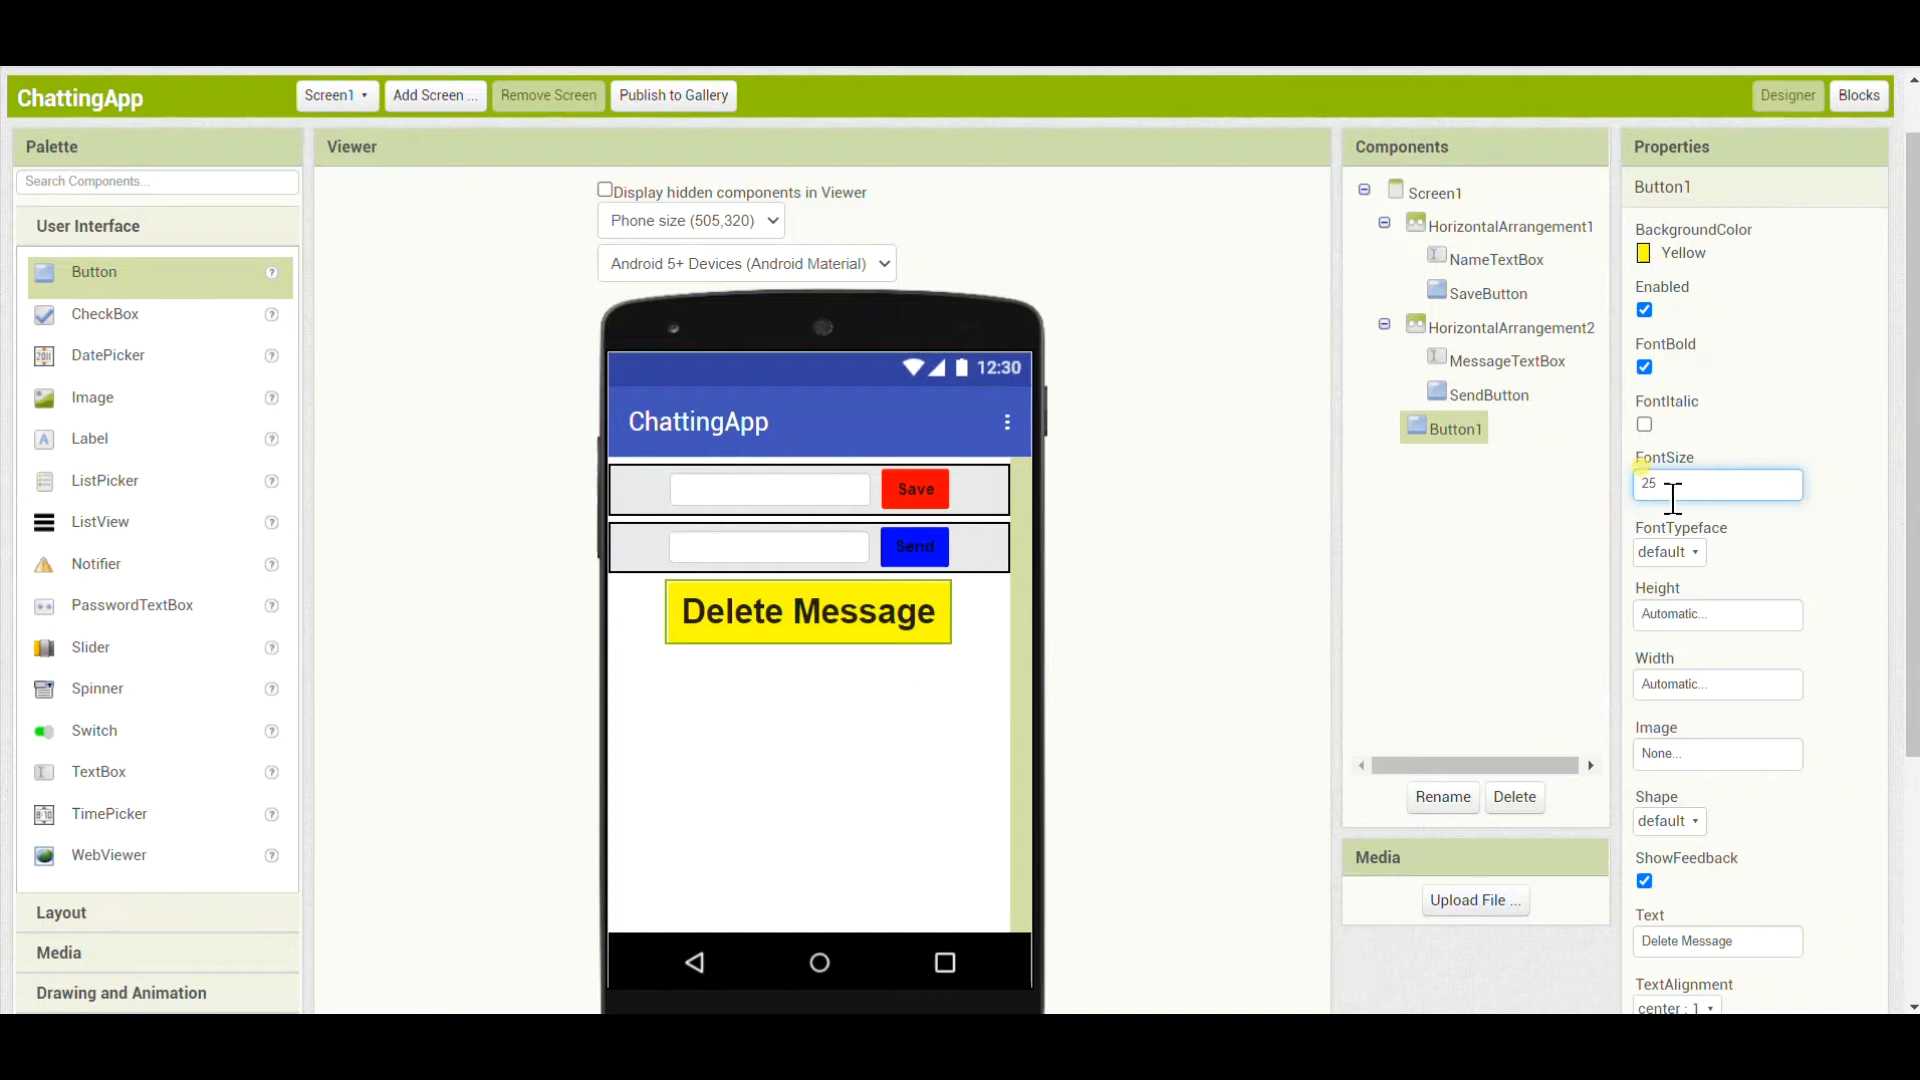 ChattingApp
Screen1
Add Screen ...
Remove Screen
Publish to Gallery
Designer
Blocks
Palette
Search Components...
User Interface
Button
?
CheckBox
?
DatePicker
?
Image
?
Label
?
ListPicker
?
ListView
?
Notifier
?
PasswordTextBox
?
Slider
?
Spinner
?
Switch
?
TextBox
?
TimePicker
?
WebViewer
?
Layout
Media
Drawing and Animation
Viewer
Display hidden components in Viewer
Phone size (505,320)
Android 5+ Devices (Android Material)
12:30
ChattingApp
Save
Send
Delete Message
Components
Screen1
HorizontalArrangement1
NameTextBox
SaveButton
HorizontalArrangement2
MessageTextBox
SendButton
Button1
Rename
Delete
Media
Upload File ...
Properties
Button1
BackgroundColor
Yellow
Enabled
FontBold
FontItalic
FontSize
25
FontTypeface
default
Height
Automatic...
Width
Automatic...
Image
None...
Shape
default
ShowFeedback
Text
Delete Message
TextAlignment
center : 1